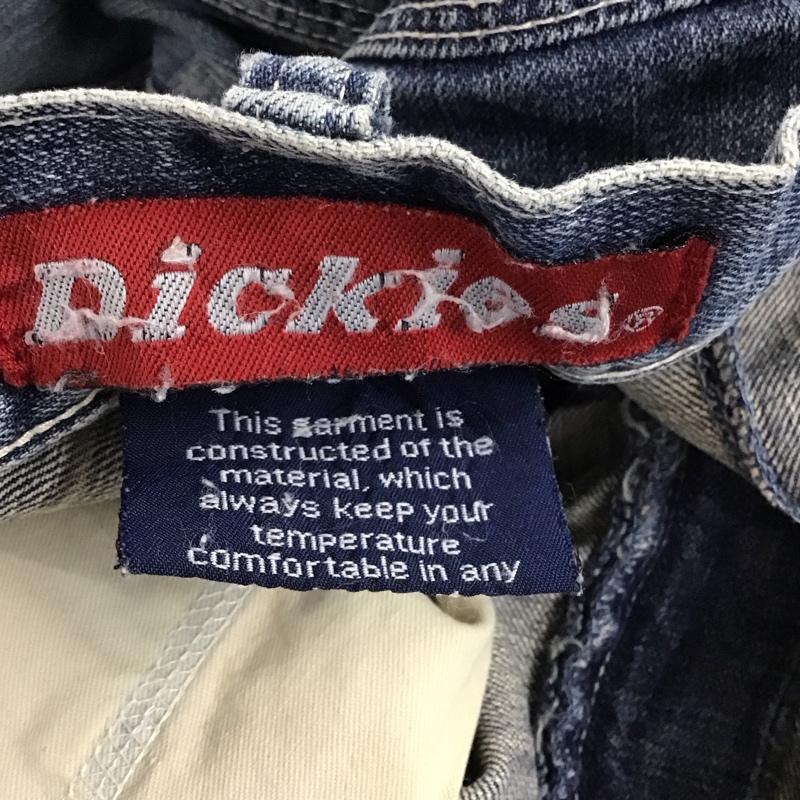 Dickies®
This garment is
constructed of the
material, which
always keep your
temperature
comfortable in any